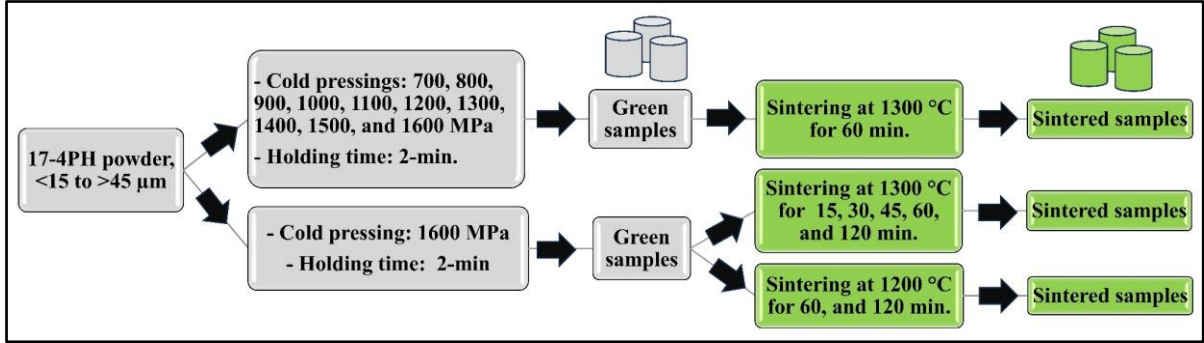 17-4PH powder,
<15 to >45 μm
- Cold pressings: 700, 800,
900, 1000, 1100, 1200, 1300,
1400, 1500, and 1600 MPa
- Holding time: 2-min.
Green
samples
Sintering at 1300 °C
for 60 min.
Sintered samples
- Cold pressing: 1600 MPa
- Holding time: 2-min
Green
samples
Sintering at 1300 °C
for 15, 30, 45, 60,
and 120 min.
Sintered samples
Sintering at 1200 °C
for 60, and 120 min.
Sintered samples